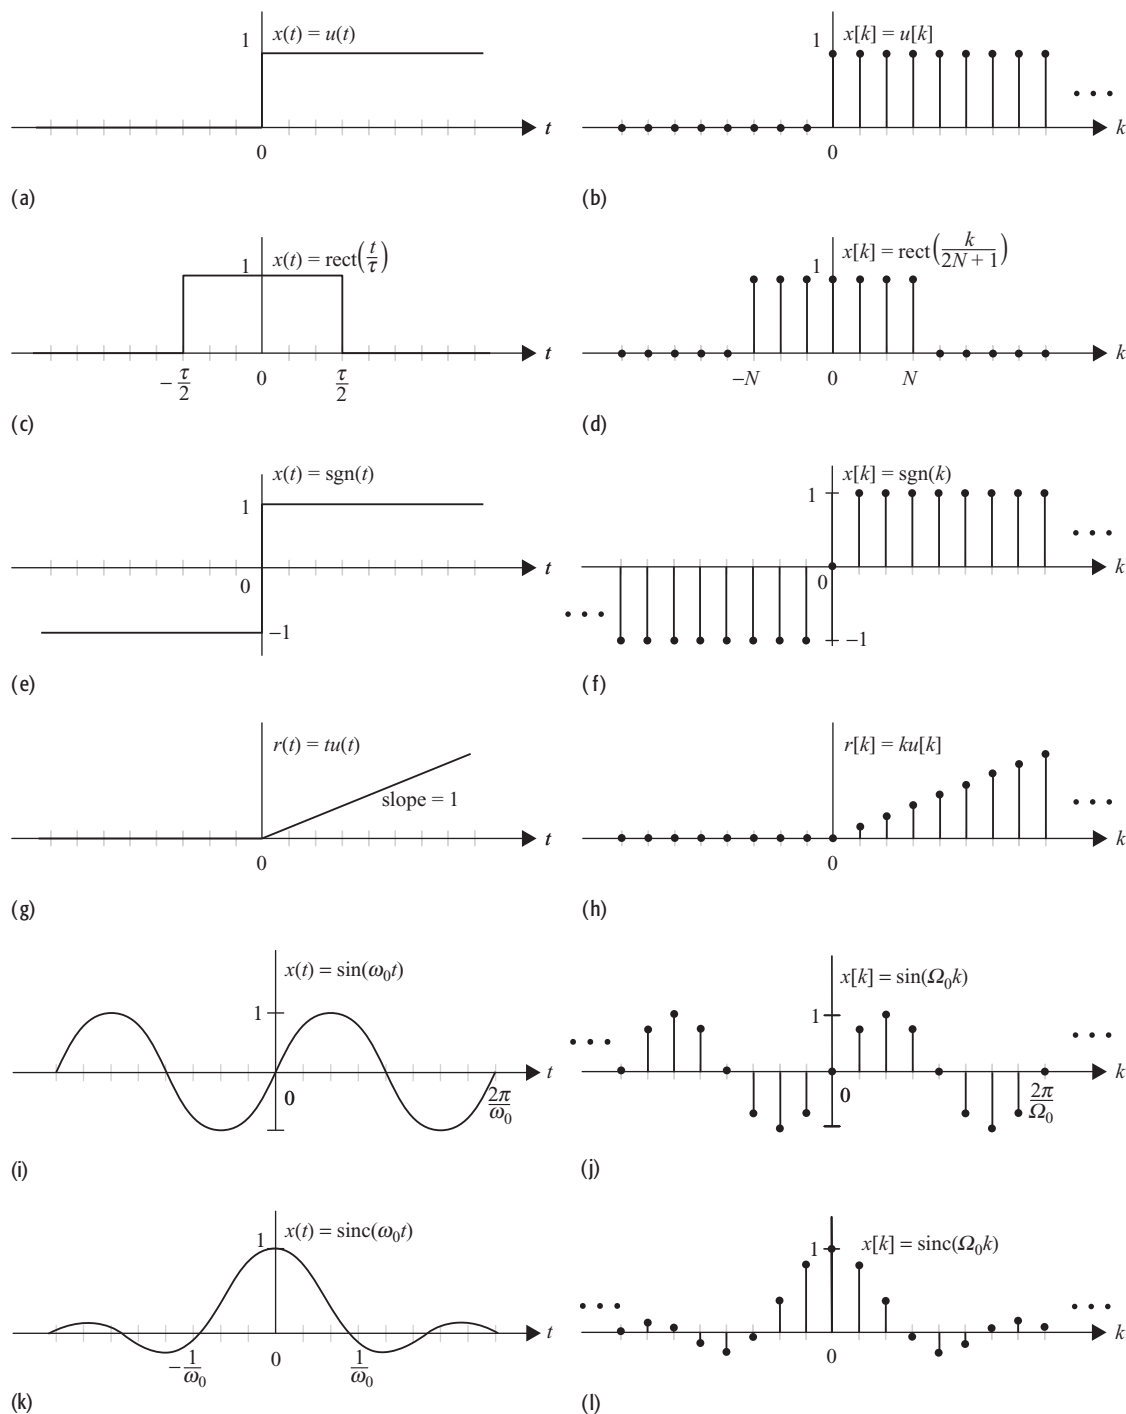 1 x(t) = u(t)
t
0
(a)
1 x[k] = u[k]
k
0
(b)
1 x(t) = rect(t/τ)
t
−τ/2 0 τ/2
(c)
1 x[k] = rect(k/2N + 1)
k
−N 0 N
(d)
x(t) = sgn(t)
1
t
0
−1
(e)
x[k] = sgn(k)
1
k
0
−1
(f)
r(t) = tu(t)
slope = 1
t
0
(g)
r[k] = ku[k]
k
0
(h)
x(t) = sin(ω₀t)
1
t
0 2π/ω₀
(i)
x[k] = sin(Ω₀k)
1
k
0 2π/Ω₀
(j)
1 x(t) = sinc(ω₀t)
t
−1/ω₀ 0 1/ω₀
(k)
1 x[k] = sinc(Ω₀k)
k
0
(l)